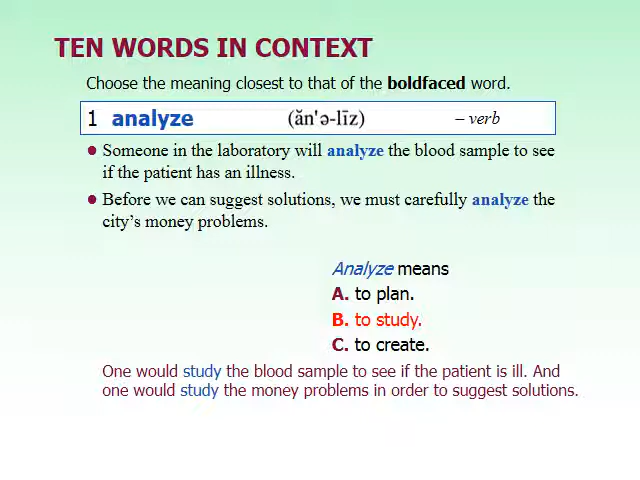 TEN WORDS IN CONTEXT
Choose the meaning closest to that of the boldfaced word.
1 analyze (ăn'ə-līz) – verb
● Someone in the laboratory will analyze the blood sample to see
if the patient has an illness.
● Before we can suggest solutions, we must carefully analyze the
city’s money problems.
Analyze means
A. to plan.
B. to study.
C. to create.
One would study the blood sample to see if the patient is ill. And
one would study the money problems in order to suggest solutions.